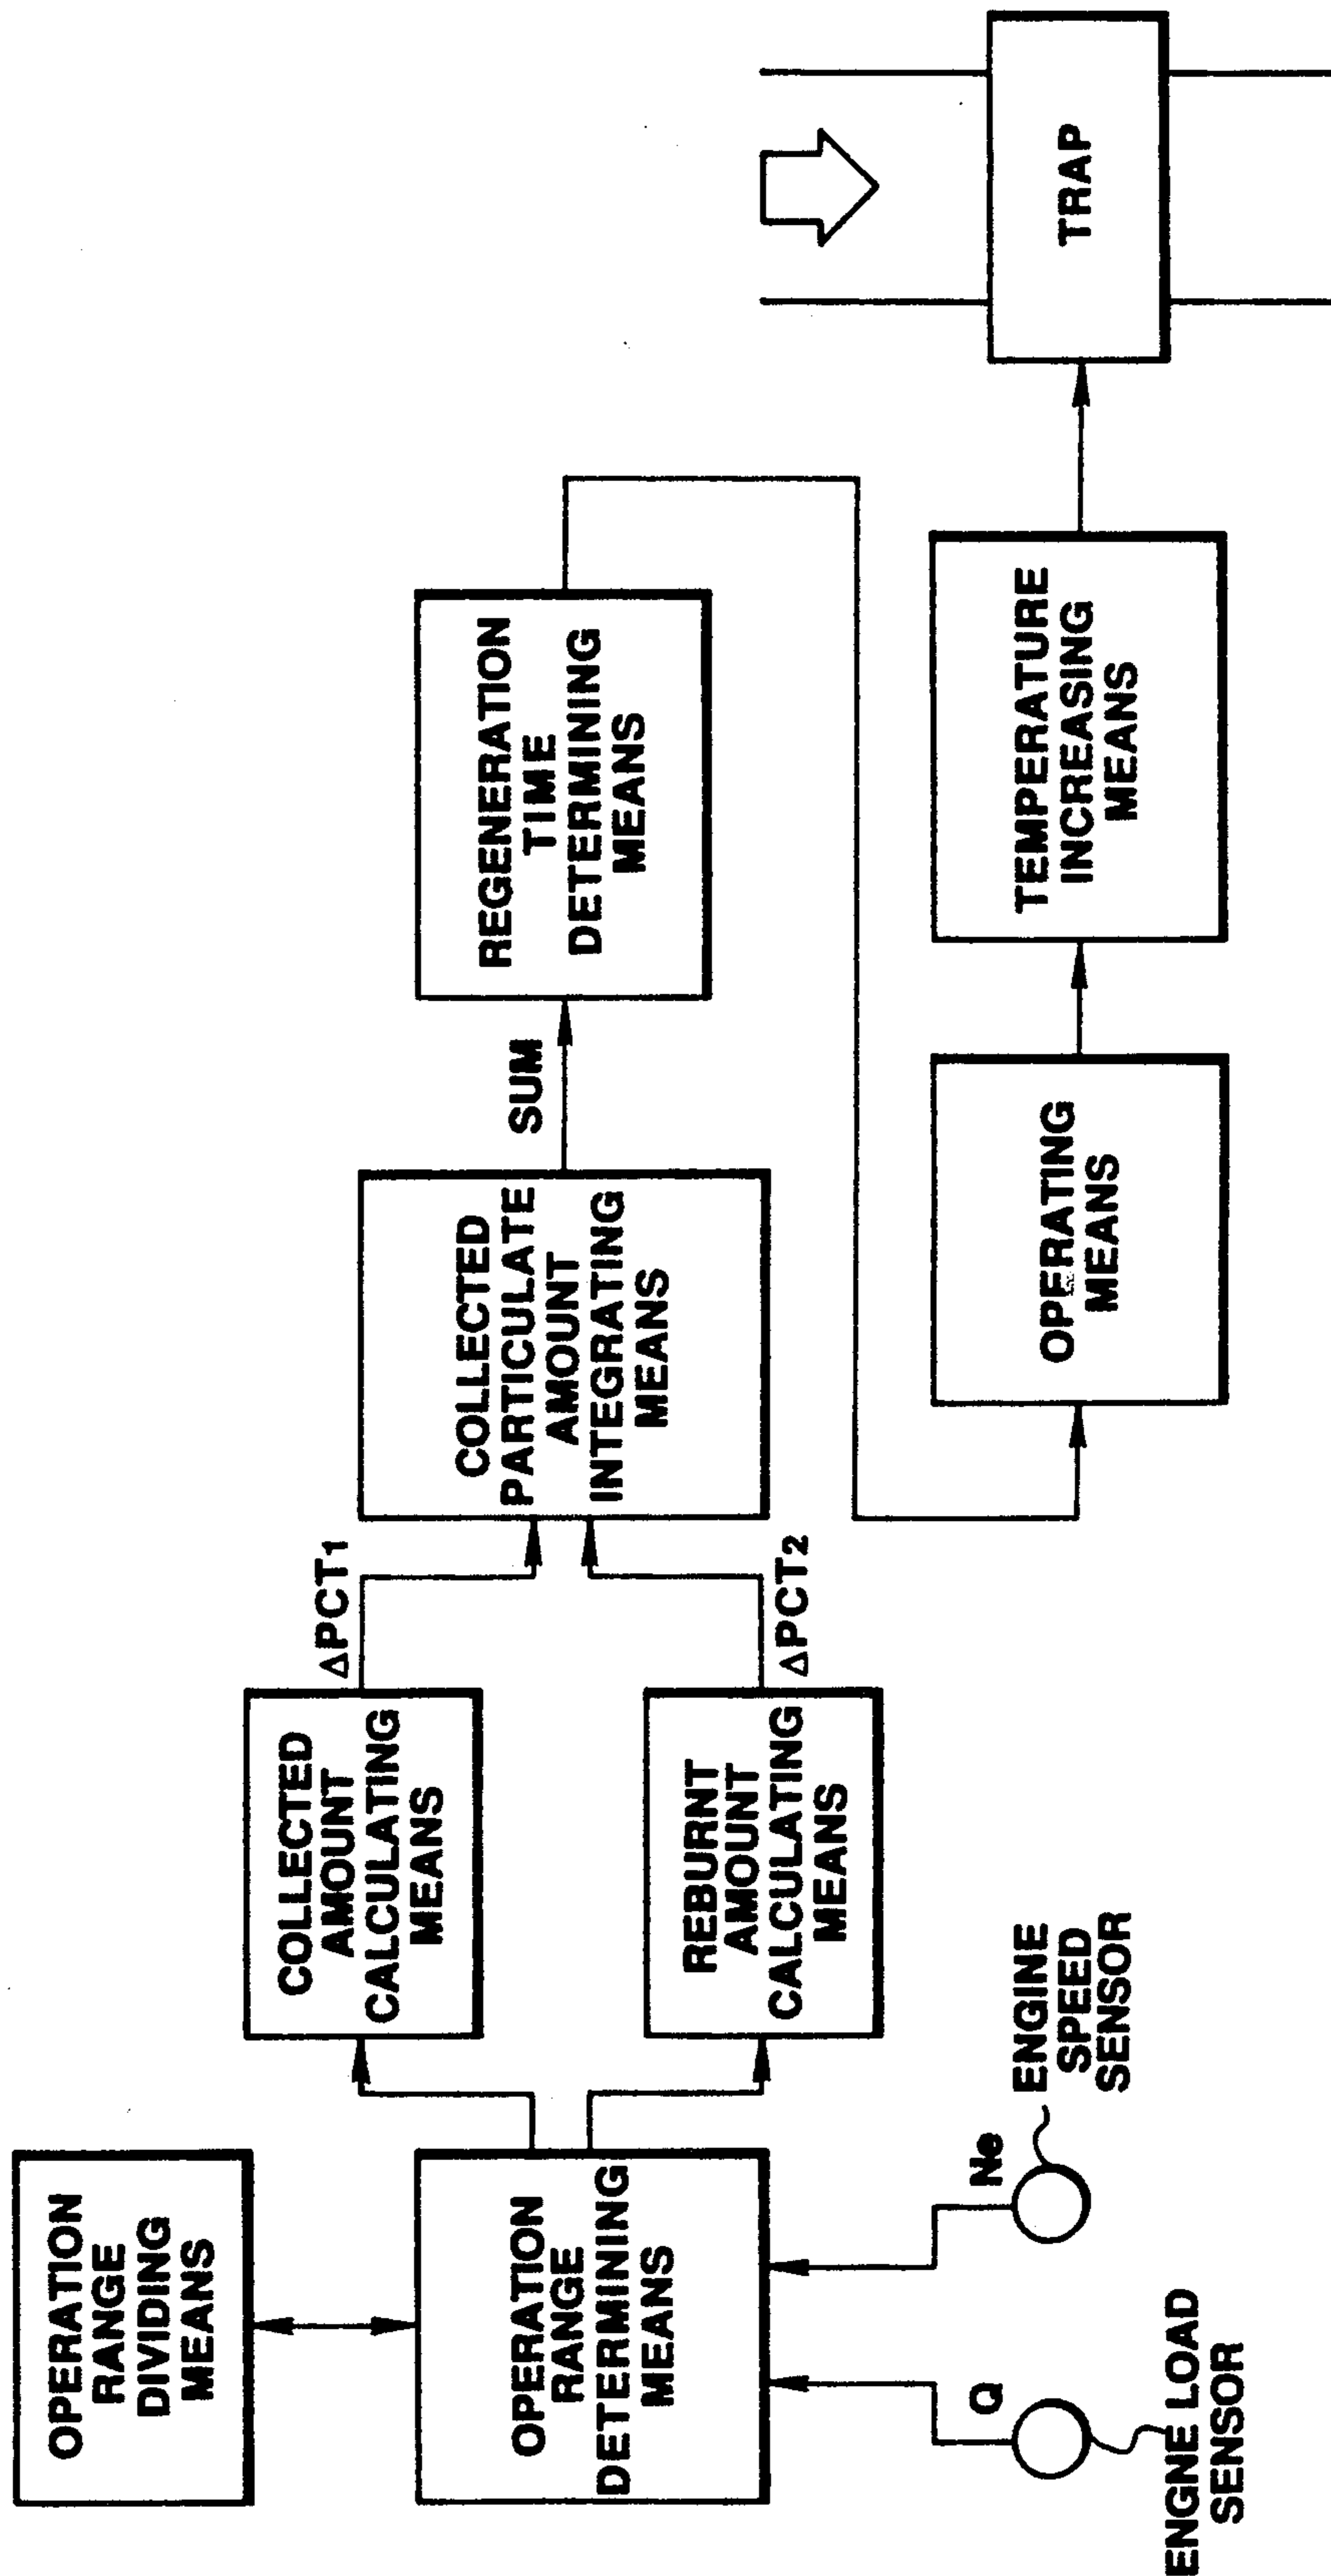 OPERATION
RANGE
DIVIDING
MEANS
OPERATION
RANGE
DETERMINING
MEANS
Q
Ne
ENGNE LOAD
SENSOR
ENGINE
SPEED
SENSOR
COLLECTED
AMOUNT
CALCULATING
MEANS
REBURNT
AMOUNT
CALCULATING
MEANS
ΔPCT1
ΔPCT2
COLLECTED
PARTICULATE
AMOUNT
INTEGRATING
MEANS
SUM
REGENERATION
TIME
DETERMINING
MEANS
OPERATING
MEANS
TEMPERATURE
INCREASING
MEANS
TRAP